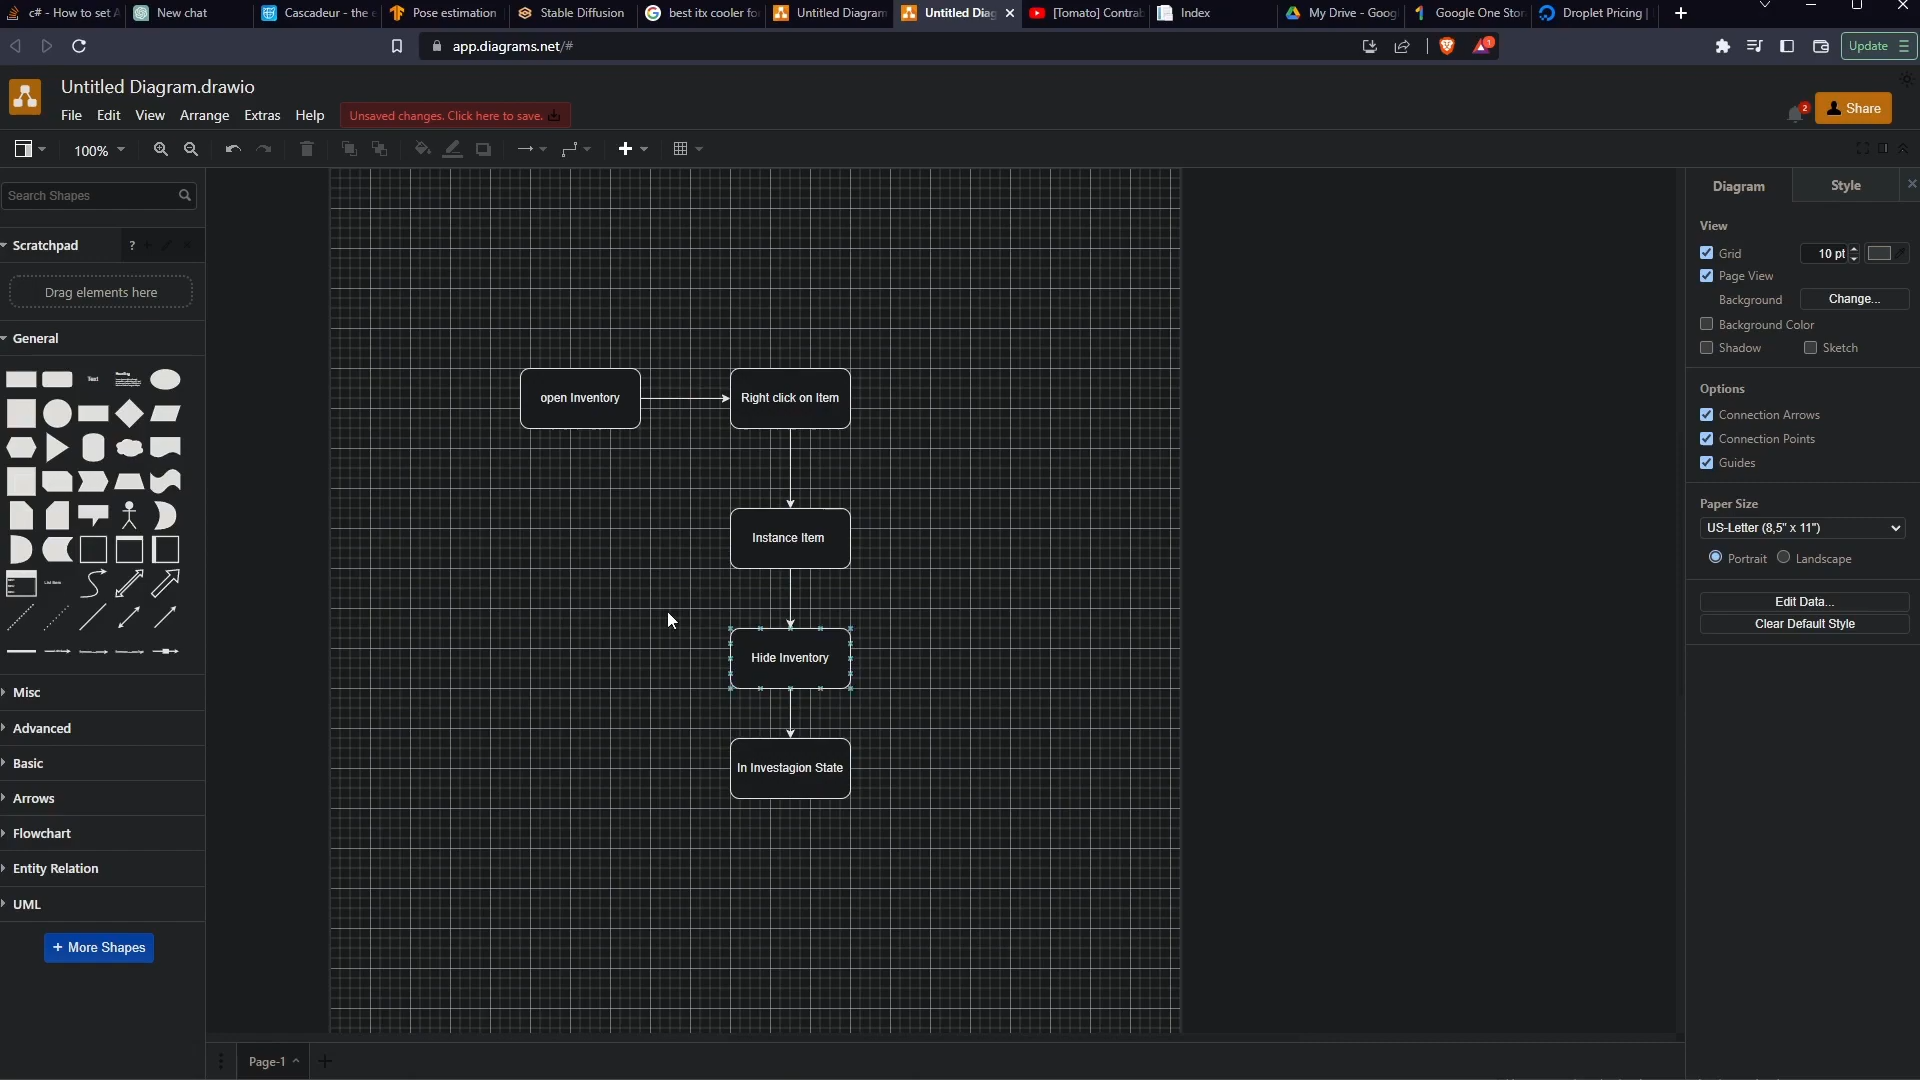 c# - How to set A
New chat
Cascadeur - the e
Pose estimation
Stable Diffusion
best itx cooler fo
Untitled Diagram
Untitled Diag
[Tomato] Contra
Index
My Drive - Goog
Google One Stor
Droplet Pricing |
app.diagrams.net/#
1
Update
Untitled Diagram.drawio
File Edit View Arrange Extras Help
Unsaved changes. Click here to save.
2
Share
100%
Search Shapes
Scratchpad
?
Drag elements here
General
Text
Heading
List Item
Misc
Advanced
Basic
Arrows
Flowchart
Entity Relation
UML
+ More Shapes
open Inventory
Right click on Item
Instance Item
Hide Inventory
In Investagion State
Page-1
Diagram
Style
View
Grid
10 pt
Page View
Background
Change...
Background Color
Shadow
Sketch
Options
Connection Arrows
Connection Points
Guides
Paper Size
US-Letter (8,5" x 11")
Portrait
Landscape
Edit Data...
Clear Default Style